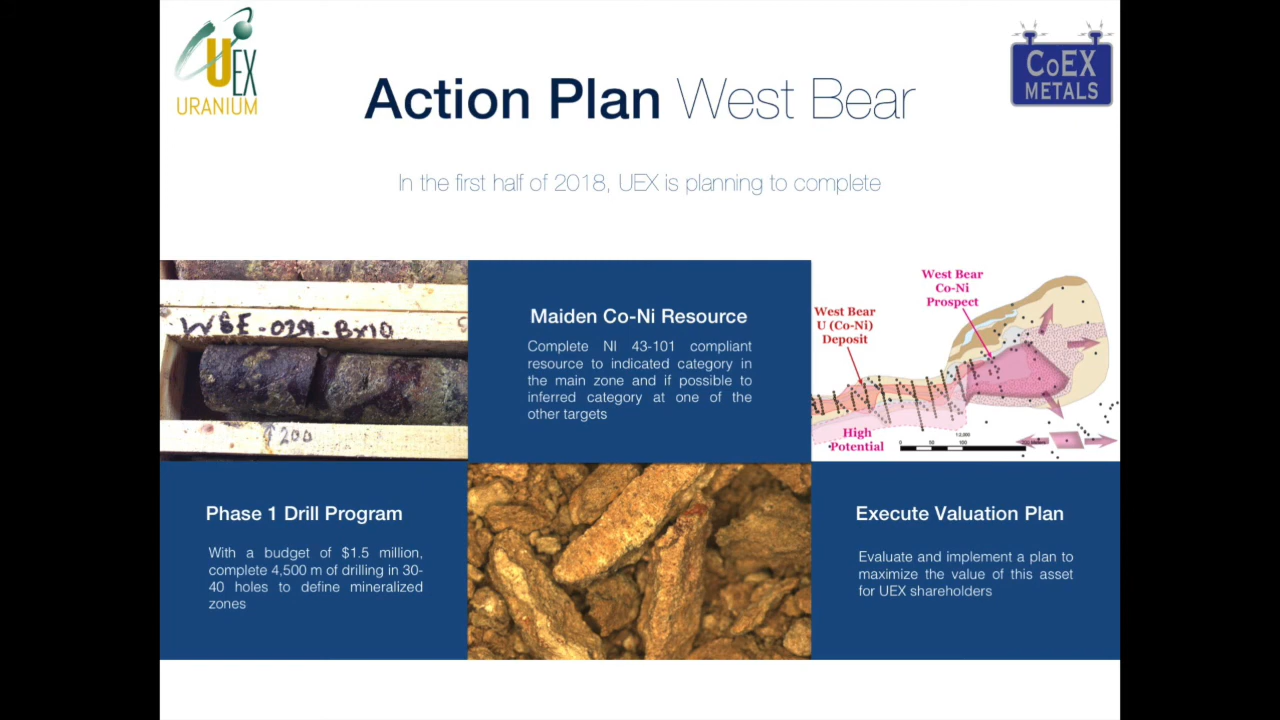 UEX
URANIUM
CoEX
METALS
Action Plan West Bear
In the first half of 2018, UEX is planning to complete
200
Maiden Co-Ni Resource
Complete NI 43-101 compliant
resource to indicated category in
the main zone and if possible to
inferred category at one of the
other targets
West Bear
Co-Ni
Prospect
West Bear
U (Co-Ni)
Deposit
High
Potential
0
50
100
Phase 1 Drill Program
With a budget of $1.5 million,
complete 4,500 m of drilling in 30-
40 holes to define mineralized
zones
Execute Valuation Plan
Evaluate and implement a plan to
maximize the value of this asset
for UEX shareholders